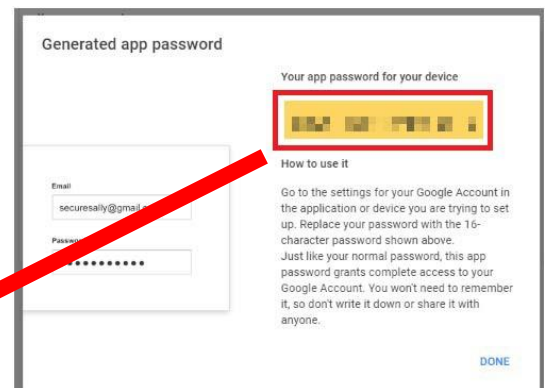 Generated app password
Your app password for your device
How to use it
Go to the settings for your Google Account in
the application or device you are trying to set
up. Replace your password with the 16-
character password shown above.
Just like your normal password, this app
password grants complete access to your
Google Account. You won't need to remember
it, so don't write it down or share it with
anyone.
DONE
Email
securesally@gmail